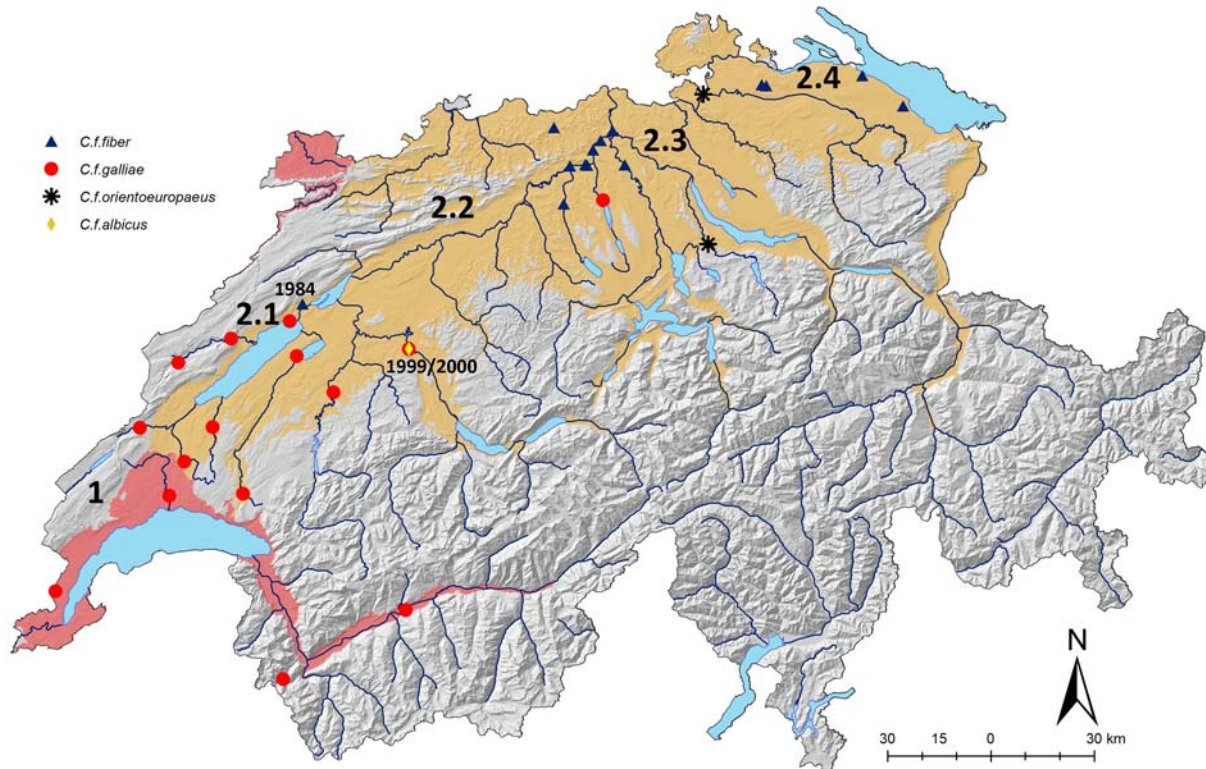 2.4
2.3
C.f.fiber
C.f.galliae
C.f.orientoeuropaeus
C.f.albicus
2.2
1984
2.1
1999/2000
1
N
30 15 0 30 km